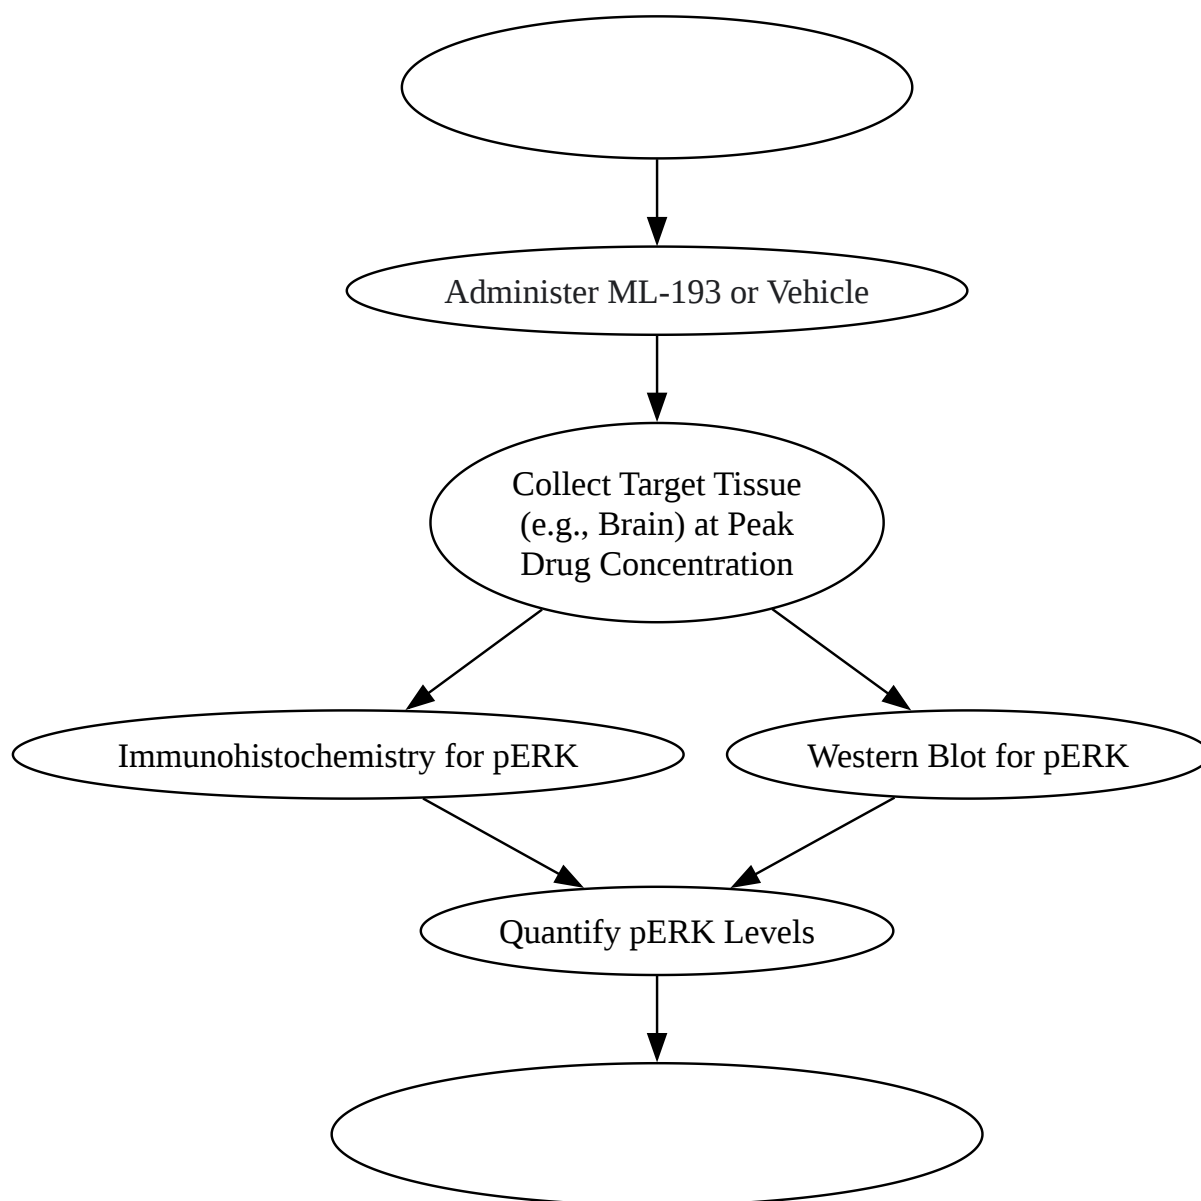 Administer ML-193 or Vehicle
Collect Target Tissue
(e.g., Brain) at Peak
Drug Concentration
Immunohistochemistry for pERK
Western Blot for pERK
Quantify pERK Levels